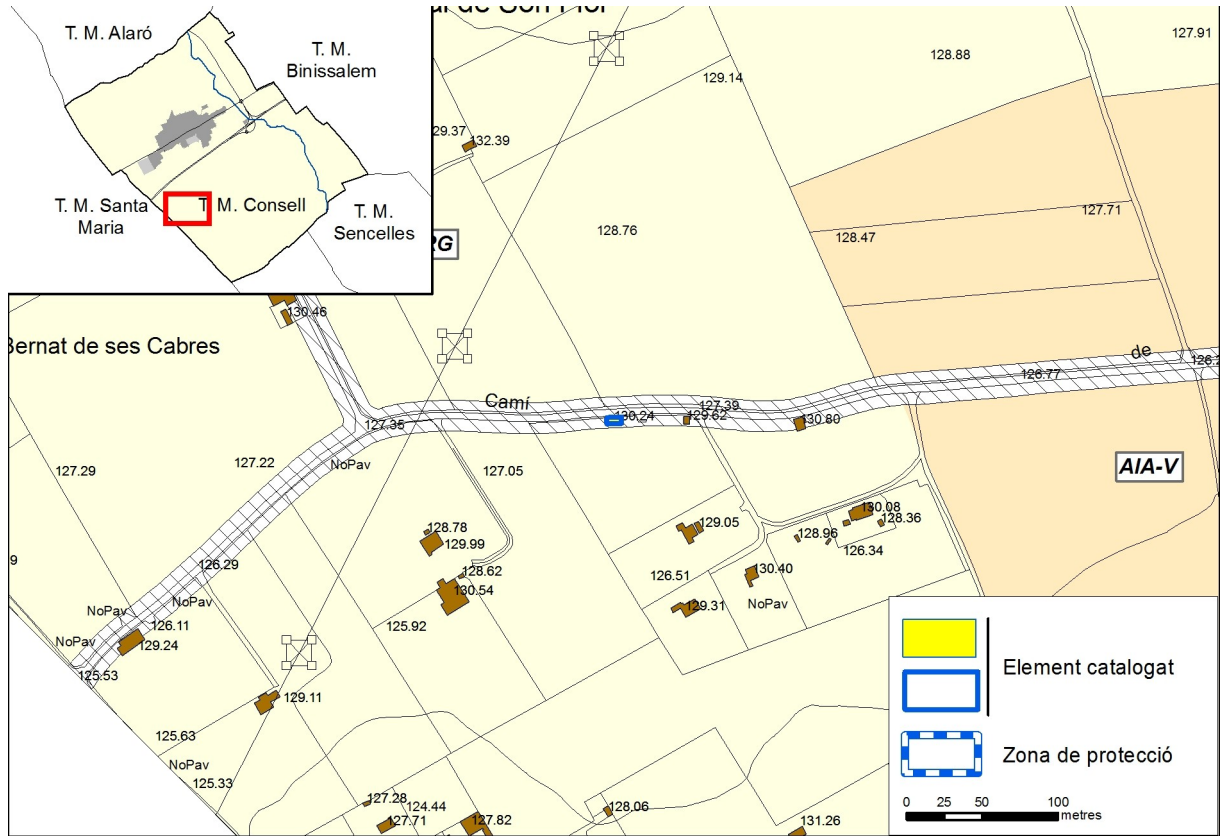 T. M. Alaró
T. M.
Binissalem
T. M. Santa
Maria
T. M. Consell
T. M.
Sencelles
127.91
128.88
129.14
132.39
128.76
127.71
128.47
130.46
Bernat de ses Cabres
de
126.77
Camí
127.39
130.24
129.62
130.80
127.35
127.29
127.22
NoPav
127.05
AIA-V
128.78
129.99
129.05
130.08
128.36
128.96
126.34
126.29
128.62
130.54
126.51
130.40
NoPav
129.31
NoPav
NoPav
126.11
125.92
NoPav
129.24
125.53
129.11
125.63
NoPav
125.33
127.28
124.44
127.71
127.82
128.06
131.26
Element catalogat
Zona de protecció
0 25 50 100
metres